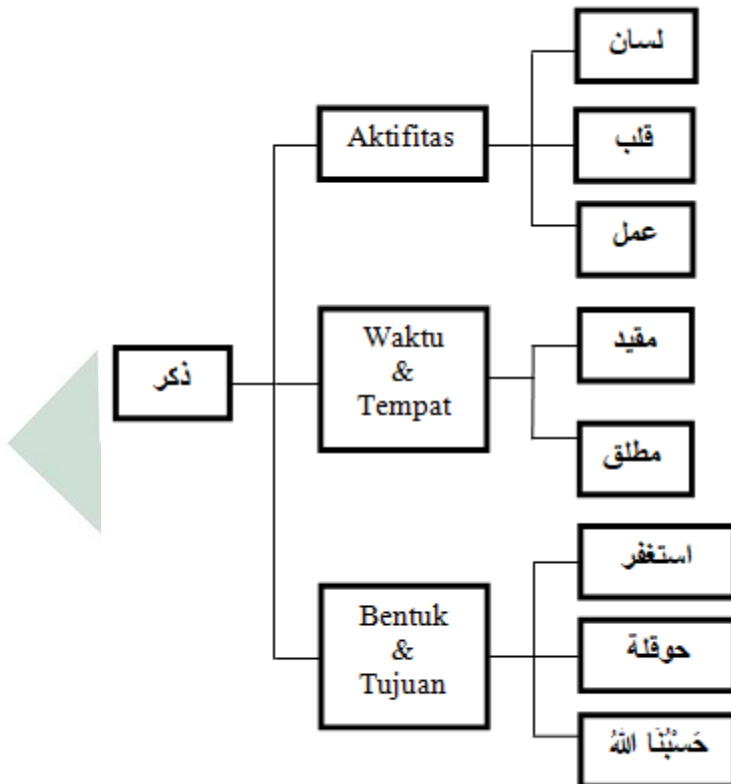 لسان
Aktifitas
قلب
عمل
ذكر
Waktu
&
Tempat
مقيد
مطلق
Bentuk
&
Tujuan
استغفر
حوقلة
حَسْبُنَا اللهُ